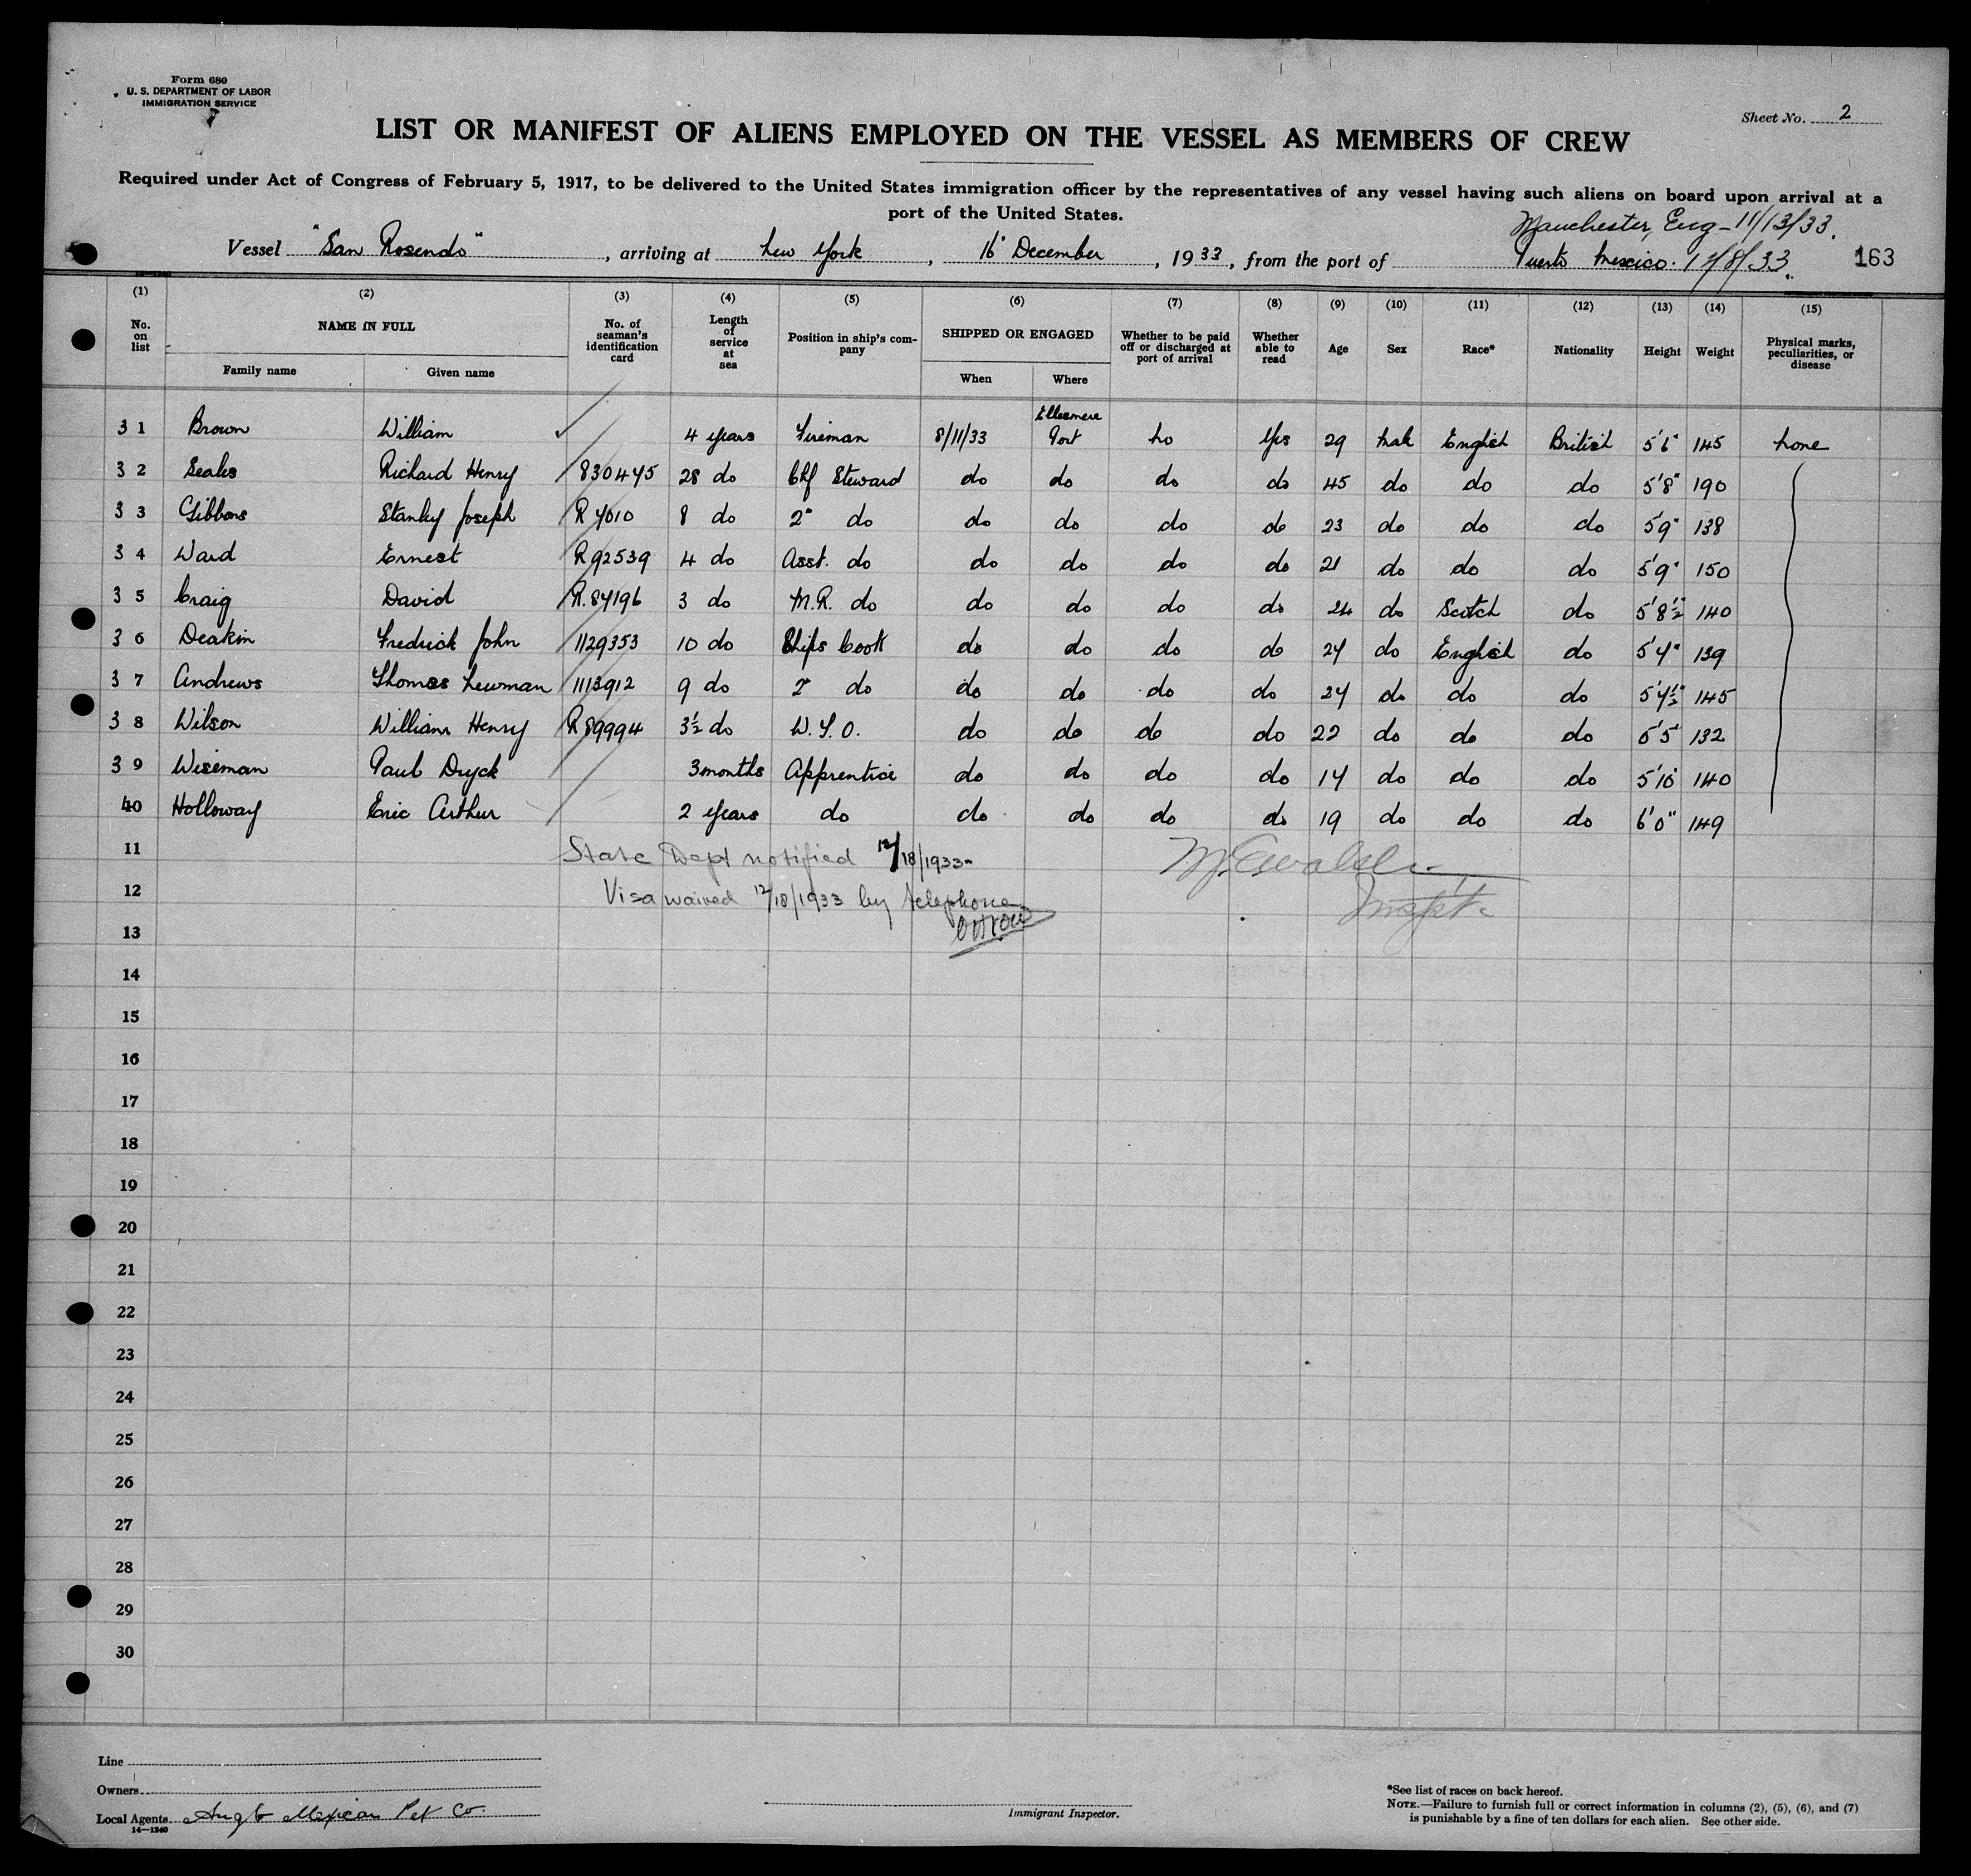 Form 680
U. S. DEPARTMENT OF LABOR
IMMIGRATION SERVICE
Sheet No. 2
LIST OR MANIFEST OF ALIENS EMPLOYED ON THE VESSEL AS MEMBERS OF CREW
Required under Act of Congress of February 5, 1917, to be delivered to the United States immigration officer by the representatives of any vessel having such aliens on board upon arrival at a
port of the United States.
Manchester, Eng - 11/13/33.
Vessel "San Rosendo", arriving at New York, 16 December, 1933, from the port of Puerto Mexico. 12/8/33. 163
(1) (2) (3) (4) (5) (6) (7) (8) (9) (10) (11) (12) (13) (14) (15)
No. on list NAME IN FULL No. of seaman's identification card Length of service at sea Position in ship's company SHIPPED OR ENGAGED Whether to be paid off or discharged at port of arrival Whether able to read Age Sex Race* Nationality Height Weight Physical marks, peculiarities, or disease
Family name Given name When Where
31 Brown William 4 years Fireman 8/11/33 Ellesmere Port No Yes 29 Male English British 5'6" 145 None
32 Seales Richard Henry 830475 28 do Chf Steward do do do do 45 do do do 5'8" 190
33 Gibbons Stanley Joseph R 7010 8 do 2" do do do do do 23 do do do 5'9" 138
34 Ward Ernest R 92539 4 do Asst. do do do do do 21 do do do 5'9" 150
35 Craig David R. 87196 3 do M.R. do do do do do 24 do Scotch do 5'8½" 140
36 Deakin Fredrick John 1129353 10 do Ships Cook do do do do 27 do English do 5'7" 139
37 Andrews Thomas Newman 1113912 9 do 2" do do do do do 27 do do do 5'7½" 145
38 Wilson William Henry R 89994 3½ do W.T.O. do do do do 22 do do do 5'5" 132
39 Wiseman Paul Dryck 3 months Apprentice do do do do 17 do do do 5'10" 140
40 Holloway Eric Arthur 2 years do do do do do 19 do do do 6'0" 149
11 State Dept notified 12/18/1933-
12 Visa waived 12/18/1933 by telephone
Inspt.
13
14
15
16
17
18
19
20
21
22
23
24
25
26
27
28
29
30
Line
Owners
Local Agents Anglo Mexican Pet Co.
14—1240
Immigrant Inspector.
*See list of races on back hereof.
NOTE.—Failure to furnish full or correct information in columns (2), (5), (6), and (7)
is punishable by a fine of ten dollars for each alien. See other side.